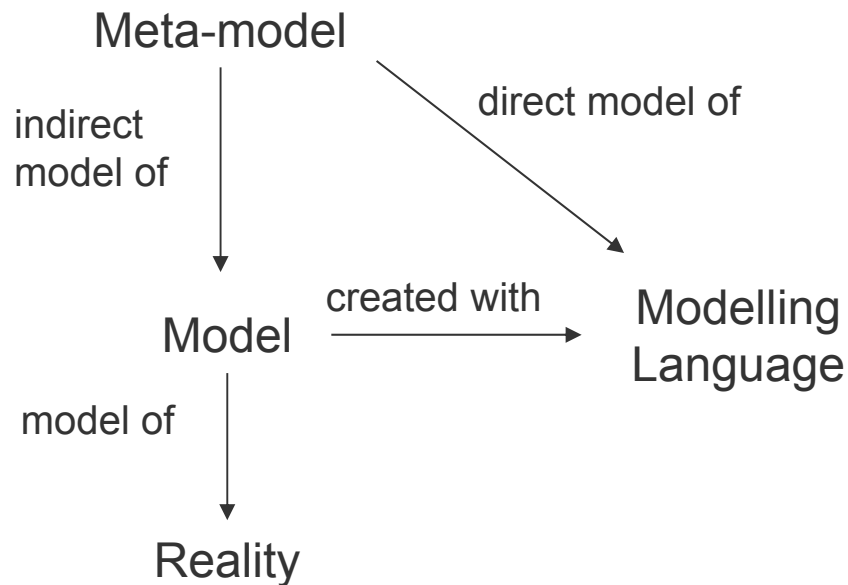 Meta-model
direct model of
indirect
model of
created with
Model
Modelling
Language
model of
Reality